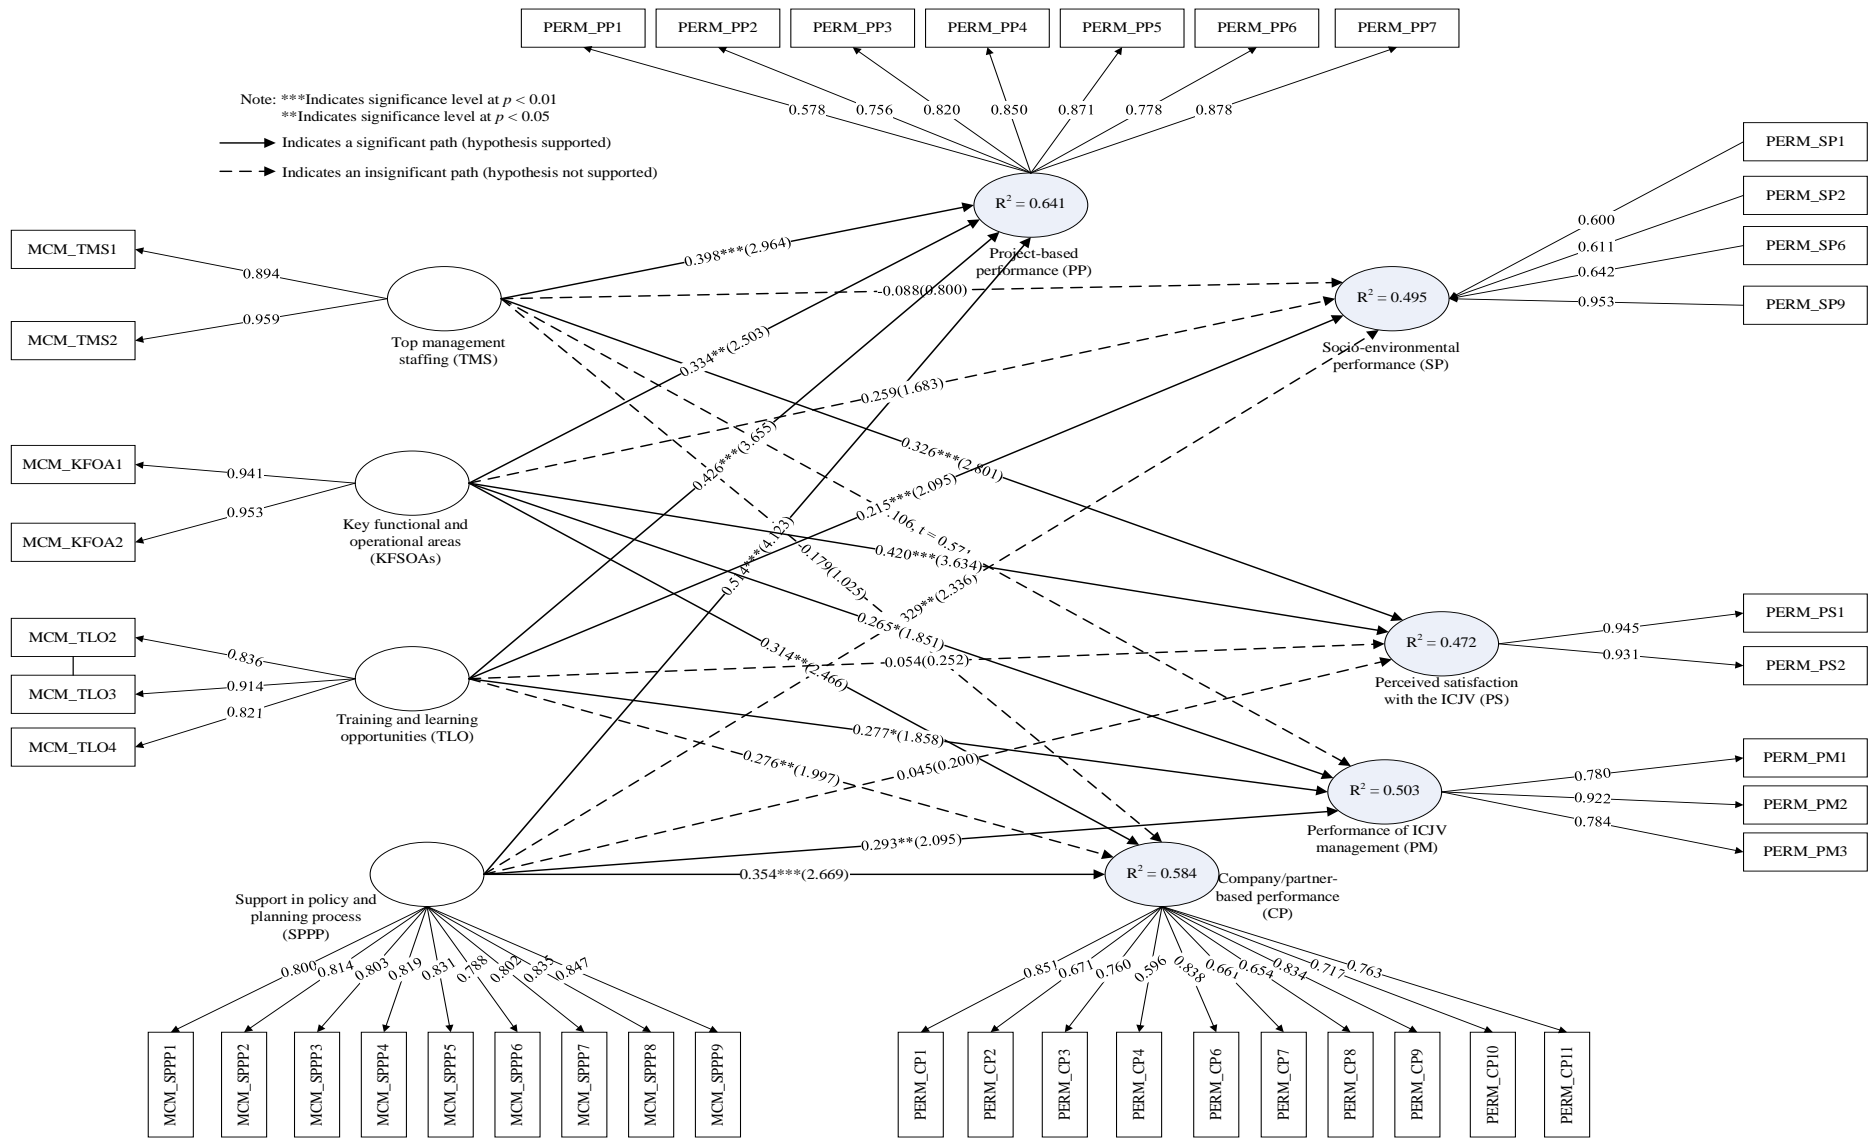 PERM_PP1
PERM_PP2
PERM_PP3
PERM_PP4
PERM_PP5
PERM_PP6
PERM_PP7
Note: ***Indicates significance level at p < 0.01
**Indicates significance level at p < 0.05
Indicates a significant path (hypothesis supported)
Indicates an insignificant path (hypothesis not supported)
0.578
0.756
0.820
0.850
0.871
0.778
0.878
R² = 0.641
Project-based
performance (PP)
PERM_SP1
PERM_SP2
PERM_SP6
PERM_SP9
0.600
0.611
0.642
0.953
R² = 0.495
Socio-environmental
performance (SP)
MCM_TMS1
MCM_TMS2
0.894
0.959
Top management
staffing (TMS)
0.398***(2.964)
-0.088(0.800)
0.334**(2.503)
0.259(1.683)
0.326***(2.801)
0.426***(3.655)
0.215***(2.095)
.106, t = 0.571
0.420***(3.634)
0.514***(4.123)
-0.179(1.025)
.329**(2.336)
0.265*(1.851)
0.314**(2.466)
0.054(0.252)
0.277*(1.858)
0.276**(1.997)
0.045(0.200)
0.293**(2.095)
0.354***(2.669)
MCM_KFOA1
MCM_KFOA2
0.941
0.953
Key functional and
operational areas
(KFSOAs)
MCM_TLO2
MCM_TLO3
MCM_TLO4
0.836
0.914
0.821
Training and learning
opportunities (TLO)
R² = 0.472
Perceived satisfaction
with the ICJV (PS)
0.945
0.931
PERM_PS1
PERM_PS2
R² = 0.503
Performance of ICJV
management (PM)
0.780
0.922
0.784
PERM_PM1
PERM_PM2
PERM_PM3
Support in policy and
planning process
(SPPP)
R² = 0.584
Company/partner-
based performance
(CP)
0.800
0.814
0.803
0.819
0.831
0.788
0.802
0.835
0.847
MCM_SPPP1
MCM_SPPP2
MCM_SPPP3
MCM_SPPP4
MCM_SPPP5
MCM_SPPP6
MCM_SPPP7
MCM_SPPP8
MCM_SPPP9
0.851
0.671
0.760
0.596
0.838
0.661
0.654
0.834
0.717
0.763
PERM_CP1
PERM_CP2
PERM_CP3
PERM_CP4
PERM_CP6
PERM_CP7
PERM_CP8
PERM_CP9
PERM_CP10
PERM_CP11